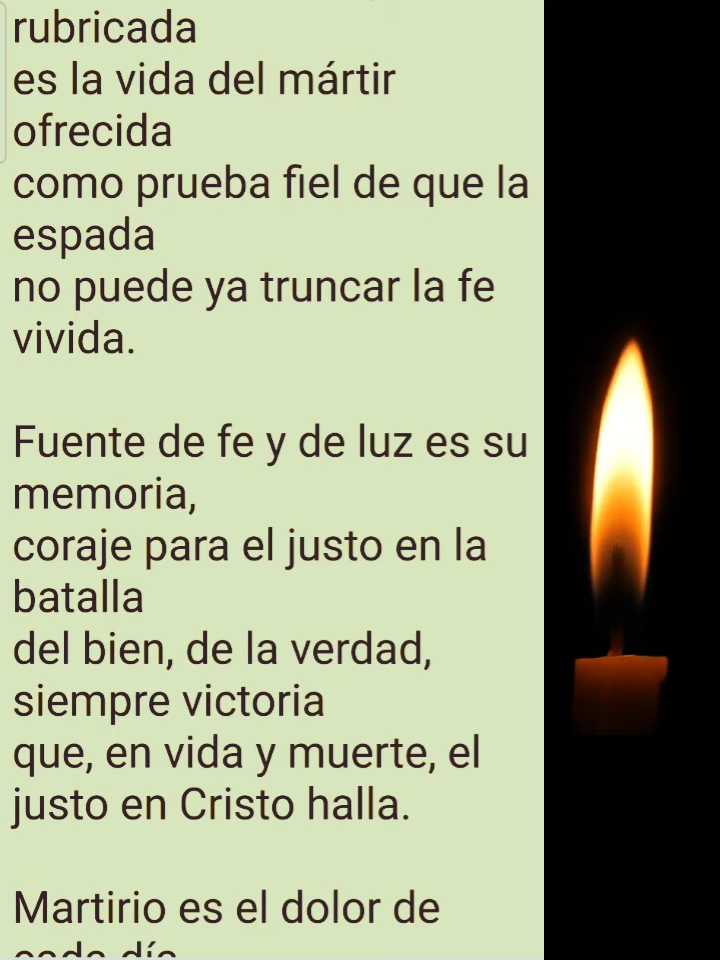 rubricada
es la vida del mártir
ofrecida
como prueba fiel de que la
espada
no puede ya truncar la fe
vivida.
Fuente de fe y de luz es su
memoria,
coraje para el justo en la
batalla
del bien, de la verdad,
siempre victoria
que, en vida y muerte, el
justo en Cristo halla.
Martirio es el dolor de
cada día